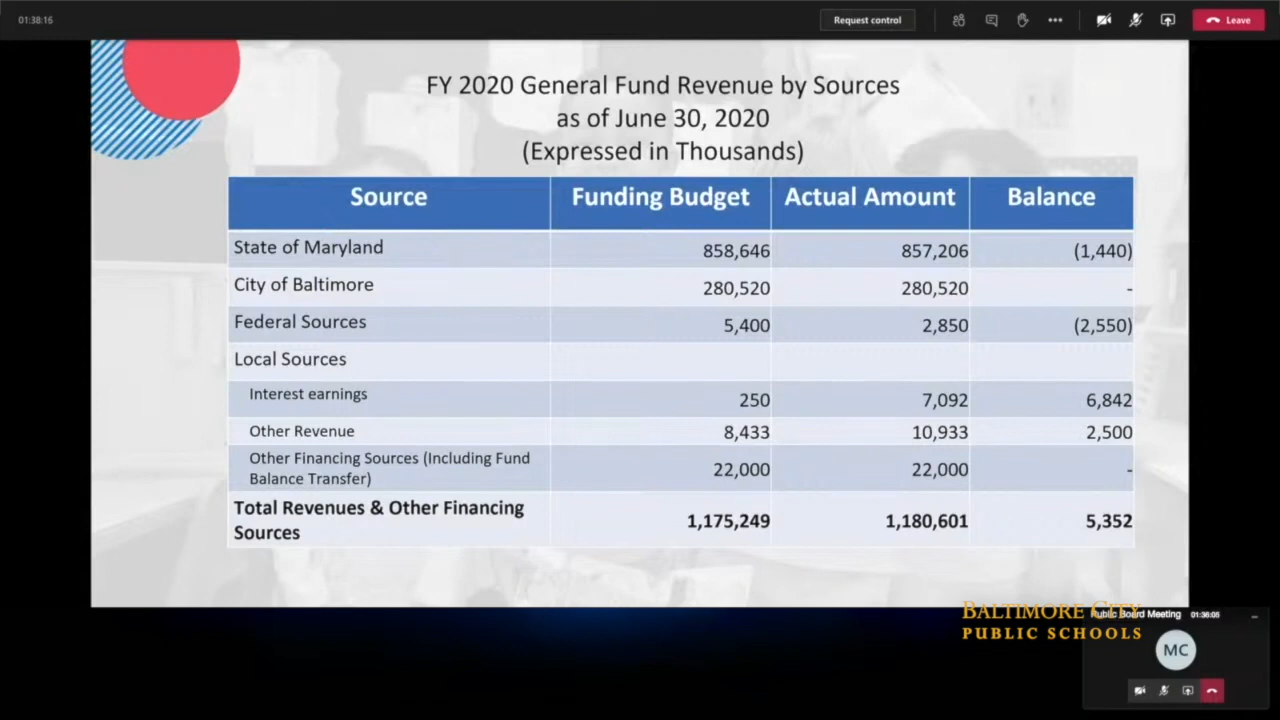 01:38:16
Request control
Leave
FY 2020 General Fund Revenue by Sources
as of June 30, 2020
(Expressed in Thousands)
Source Funding Budget Actual Amount Balance
State of Maryland 858,646 857,206 (1,440)
City of Baltimore 280,520 280,520 -
Federal Sources 5,400 2,850 (2,550)
Local Sources
Interest earnings 250 7,092 6,842
Other Revenue 8,433 10,933 2,500
Other Financing Sources (Including Fund
Balance Transfer) 22,000 22,000 -
Total Revenues & Other Financing
Sources 1,175,249 1,180,601 5,352
BALTIMORE CITY
PUBLIC SCHOOLS
Public Board Meeting 01:36:05
MC